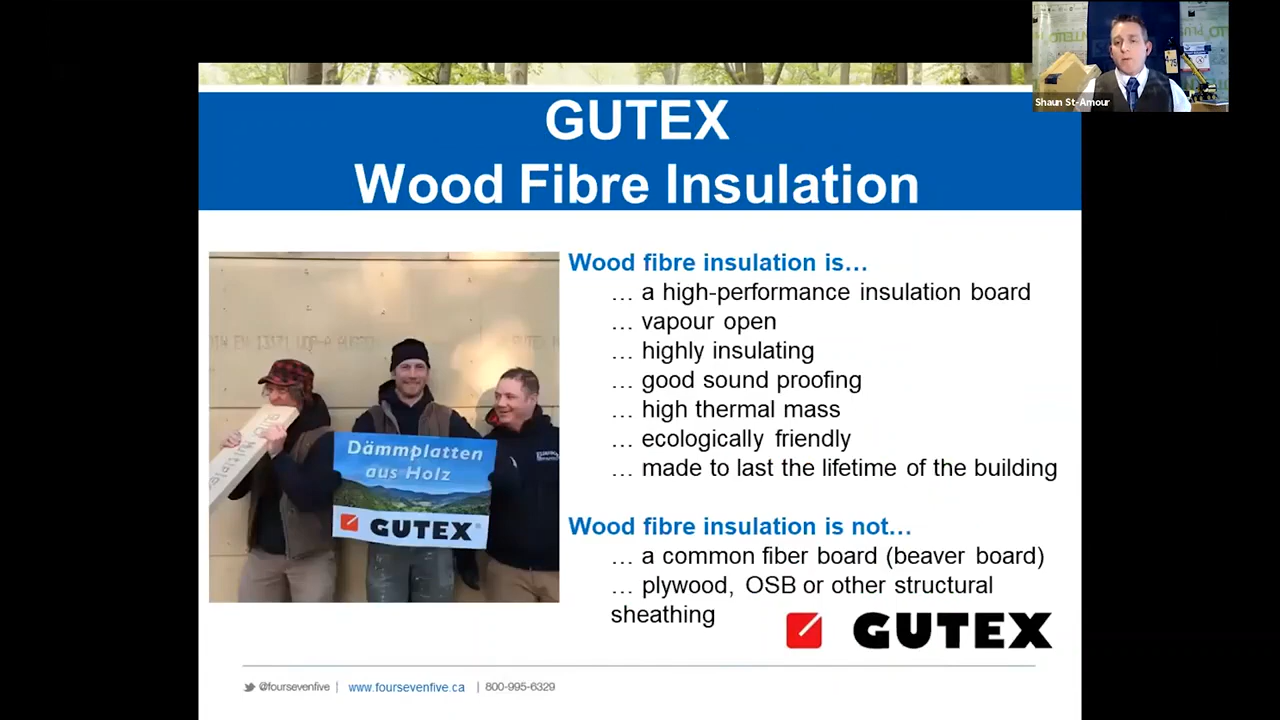 Shaun St-Amour
GUTEX
Wood Fibre Insulation
Wood fibre insulation is…
… a high-performance insulation board
… vapour open
… highly insulating
… good sound proofing
… high thermal mass
… ecologically friendly
… made to last the lifetime of the building
Wood fibre insulation is not…
… a common fiber board (beaver board)
… plywood, OSB or other structural
sheathing
Dämmplatten
aus Holz
GUTEX
GUTEX
@foursevenfive | www.foursevenfive.ca | 800-995-6329